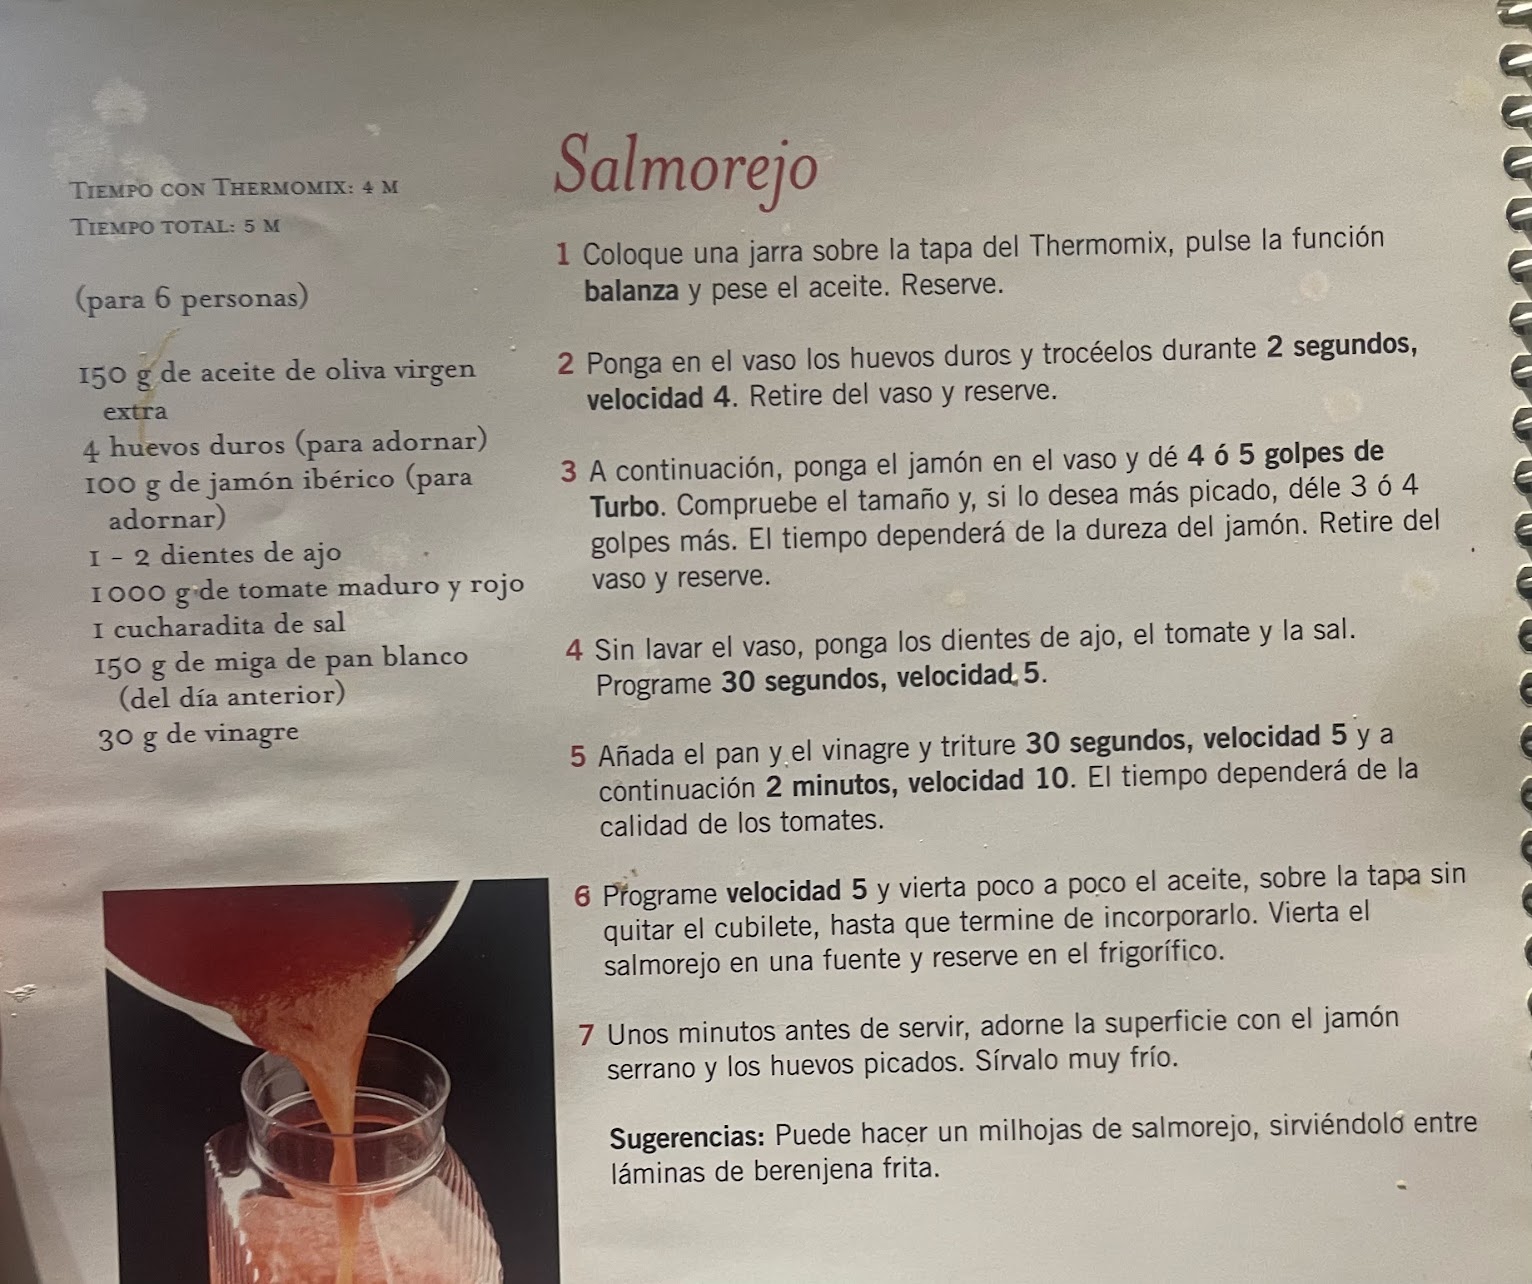 Salmorejo
TIEMPO CON THERMOMIX: 4 M
TIEMPO TOTAL: 5 M
(para 6 personas)
150 g de aceite de oliva virgen
extra
4 huevos duros (para adornar)
100 g de jamón ibérico (para
adornar)
1 - 2 dientes de ajo
1000 g de tomate maduro y rojo
1 cucharadita de sal
150 g de miga de pan blanco
(del día anterior)
30 g de vinagre
1 Coloque una jarra sobre la tapa del Thermomix, pulse la función
balanza y pese el aceite. Reserve.
2 Ponga en el vaso los huevos duros y trocéelos durante 2 segundos,
velocidad 4. Retire del vaso y reserve.
3 A continuación, ponga el jamón en el vaso y dé 4 ó 5 golpes de
Turbo. Compruebe el tamaño y, si lo desea más picado, déle 3 ó 4
golpes más. El tiempo dependerá de la dureza del jamón. Retire del
vaso y reserve.
4 Sin lavar el vaso, ponga los dientes de ajo, el tomate y la sal.
Programe 30 segundos, velocidad 5.
5 Añada el pan y el vinagre y triture 30 segundos, velocidad 5 y a
continuación 2 minutos, velocidad 10. El tiempo dependerá de la
calidad de los tomates.
6 Programe velocidad 5 y vierta poco a poco el aceite, sobre la tapa sin
quitar el cubilete, hasta que termine de incorporarlo. Vierta el
salmorejo en una fuente y reserve en el frigorífico.
7 Unos minutos antes de servir, adorne la superficie con el jamón
serrano y los huevos picados. Sírvalo muy frío.
Sugerencias: Puede hacer un milhojas de salmorejo, sirviéndolo entre
láminas de berenjena frita.